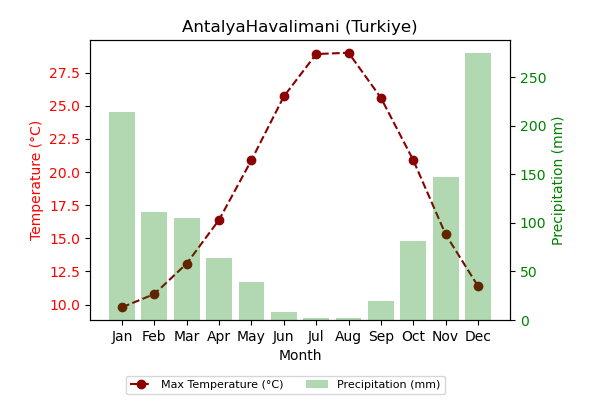 AntalyaHavalimani (Turkiye)
Temperature (°C)
27.5
25.0
22.5
20.0
17.5
15.0
12.5
10.0
Precipitation (mm)
250
200
150
100
50
0
Jan Feb Mar Apr May Jun Jul Aug Sep Oct Nov Dec
Month
Max Temperature (°C) Precipitation (mm)